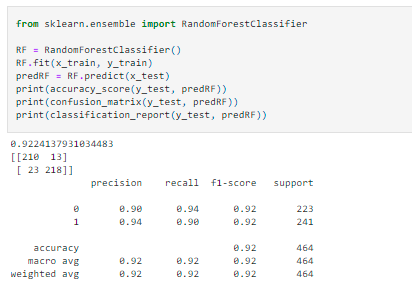 from sklearn.ensemble import RandomForestClassifier
RF = RandomForestClassifier()
RF.fit(x_train, y_train)
predRF = RF.predict(x_test)
print(accuracy_score(y_test, predRF))
print(confusion_matrix(y_test, predRF))
print(classification_report(y_test, predRF))
0.9224137931034483
[[210  13]
 [ 23 218]]
              precision    recall  f1-score   support
           0       0.90      0.94      0.92       223
           1       0.94      0.90      0.92       241
    accuracy                           0.92       464
   macro avg       0.92      0.92      0.92       464
weighted avg       0.92      0.92      0.92       464